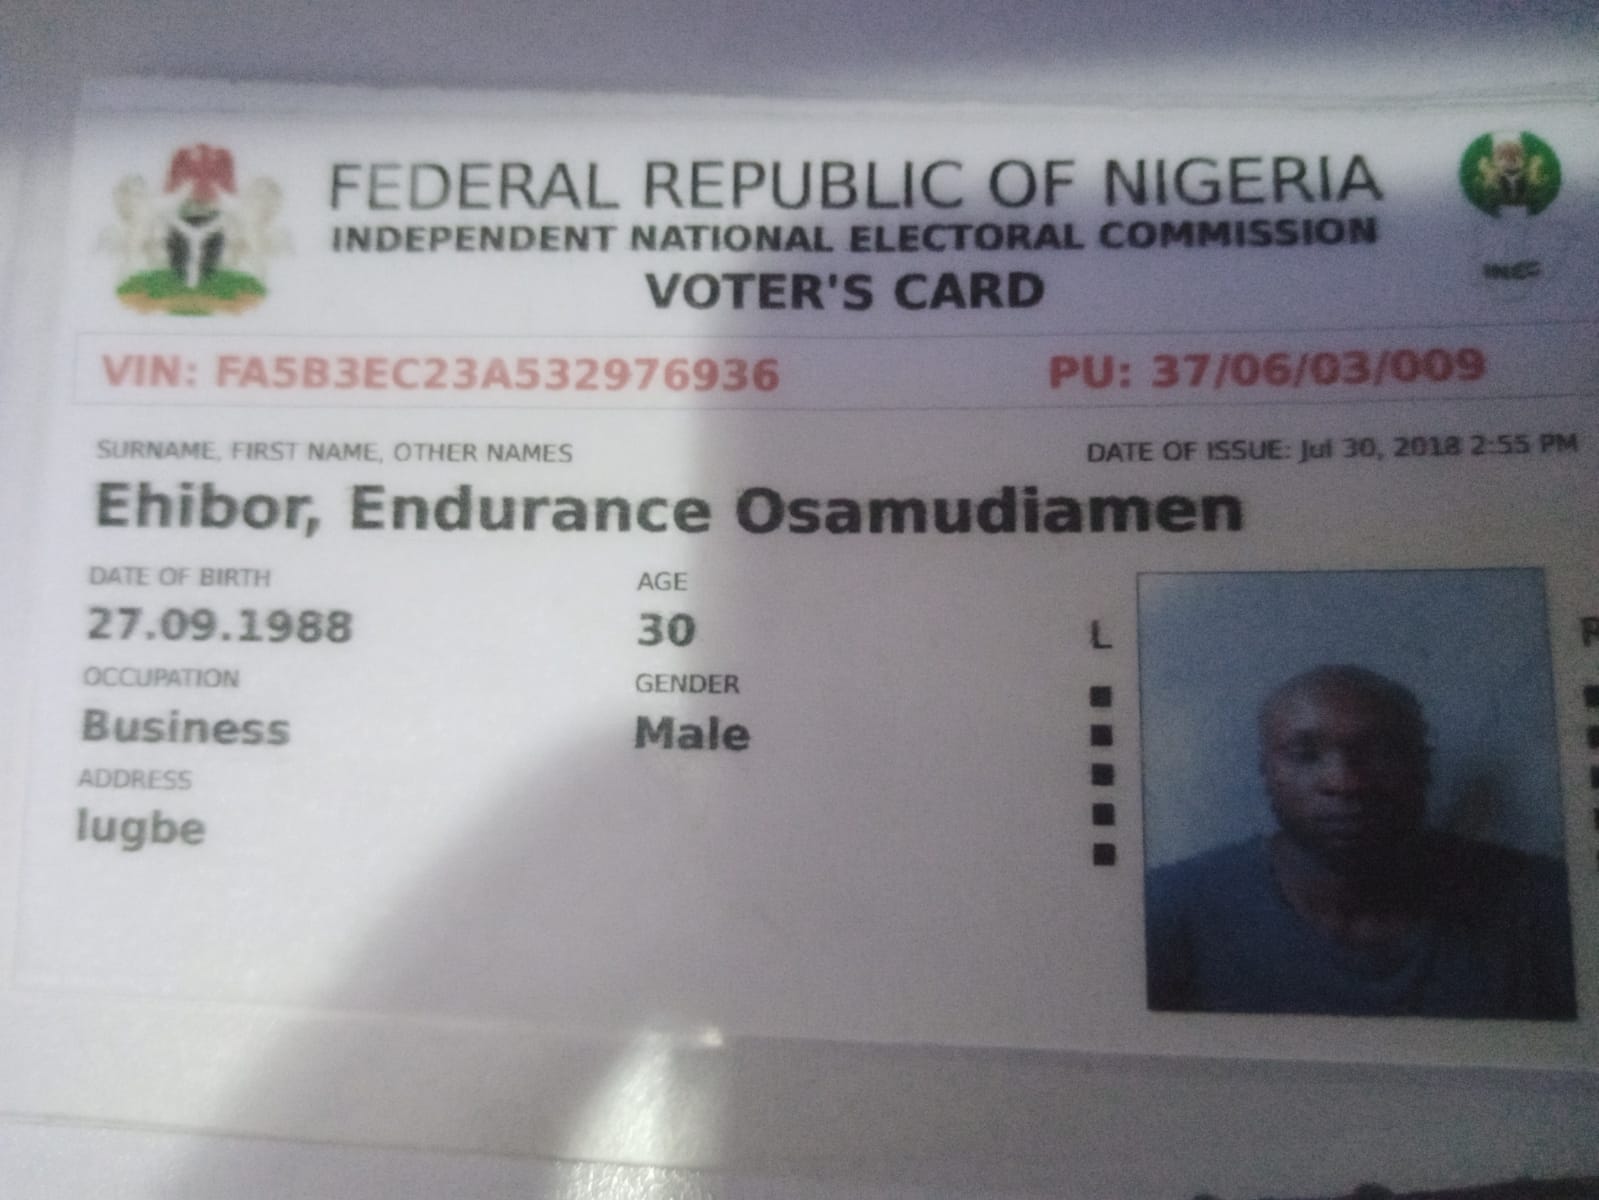 FEDERAL REPUBLIC OF NIGERIA
INDEPENDENT NATIONAL ELECTORAL COMMISSION
VOTER'S CARD
INEC
VIN: FA5B3EC23A532976936 PU: 37/06/03/009
SURNAME, FIRST NAME, OTHER NAMES DATE OF ISSUE: Jul 30, 2018 2:55 PM
Ehibor, Endurance Osamudiamen
DATE OF BIRTH AGE
27.09.1988 30
L
OCCUPATION GENDER
Business Male
ADDRESS
lugbe